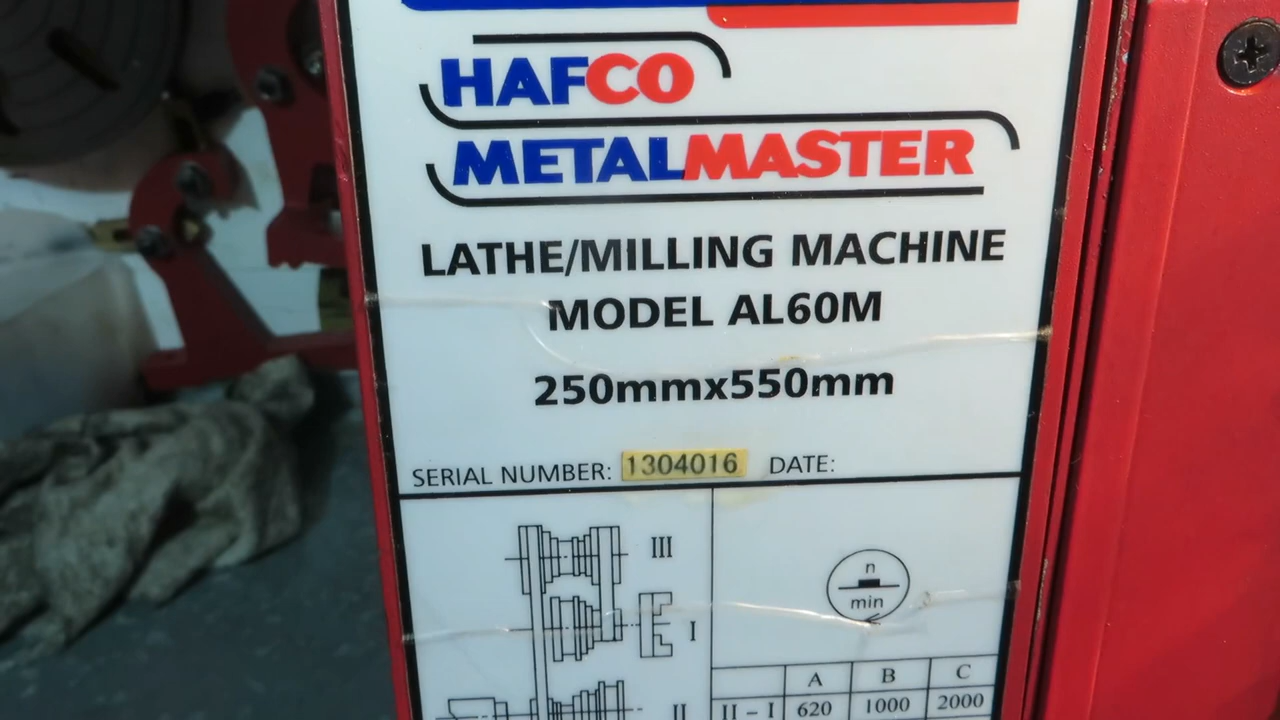 HAFCO
METALMASTER
LATHE/MILLING MACHINE
MODEL AL60M
250mmx550mm
SERIAL NUMBER: 1304016 DATE:
III
n
min
I
A B C
II
II - I 620 1000 2000